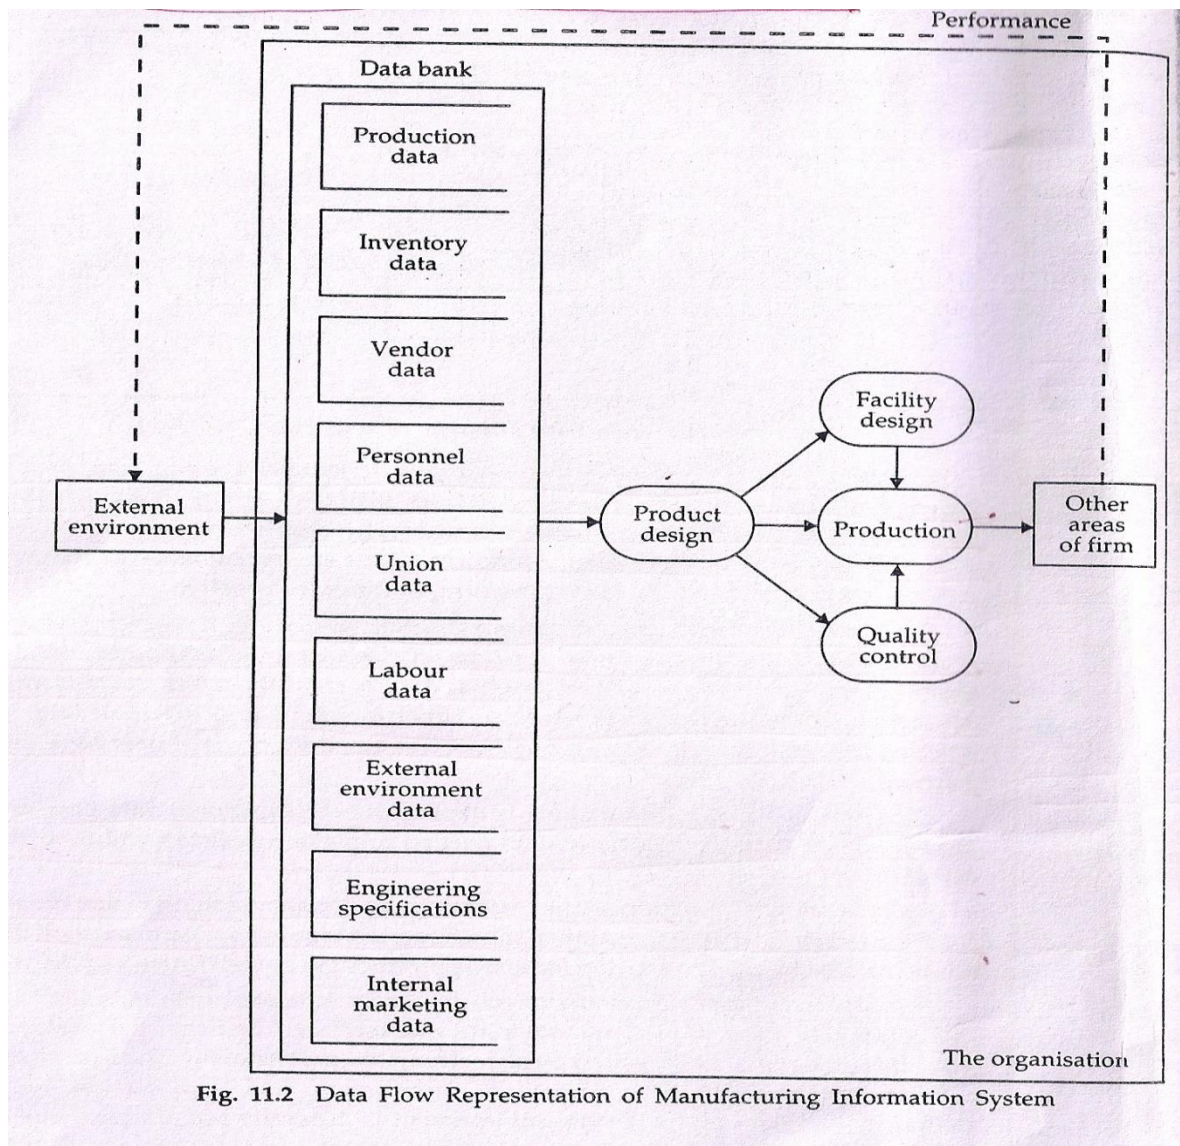 Performance
Data bank
Production
data
Inventory
data
Vendor
data
Personnel
data
Union
data
Labour
data
External
environment
data
Engineering
specifications
Internal
marketing
data
External
environment
Product
design
Facility
design
Production
Quality
control
Other
areas
of firm
The organisation
Fig. 11.2 Data Flow Representation of Manufacturing Information System